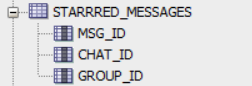 STARRRED_MESSAGES
MSG_ID
CHAT_ID
GROUP_ID